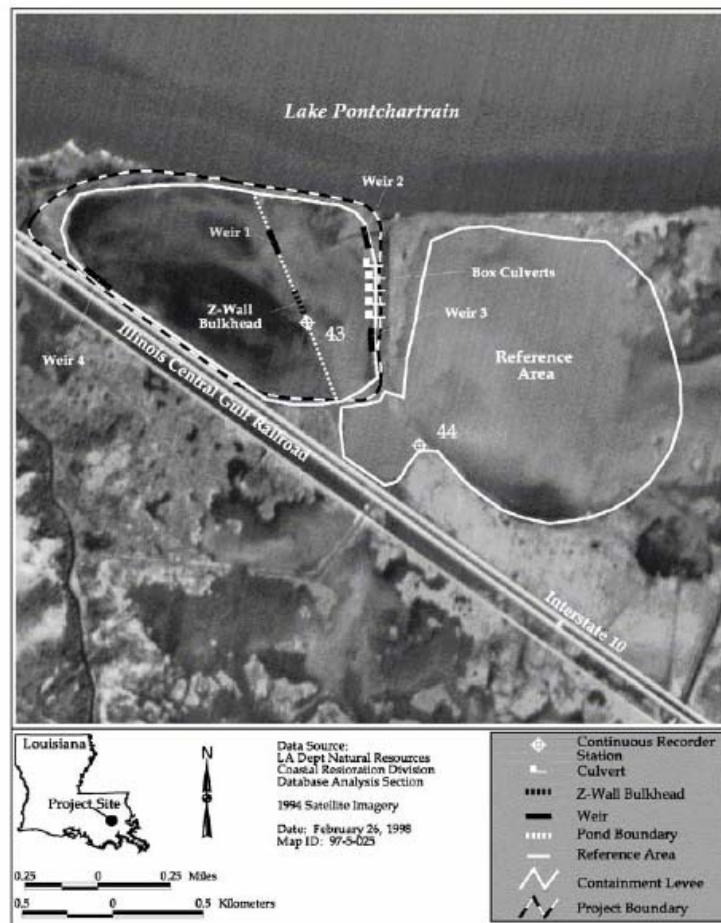 Lake Pontchartrain
Weir 2
Weir 1
Box Culverts
Z-Wall
Bulkhead
43
Weir 3
Weir 4
Reference
Area
Illinois Central Gulf Railroad
44
Interstate 10
Louisiana
Project Site
N
Data Source:
LA Dept Natural Resources
Coastal Restoration Division
Database Analysis Section
1994 Satellite Imagery
Date: February 26, 1998
Map ID: 97-5-025
0.25 0 0.25 Miles
0.5 0 0.5 Kilometers
Continuous Recorder
Station
Culvert
Z-Wall Bulkhead
Weir
Pond Boundary
Reference Area
Containment Levee
Project Boundary